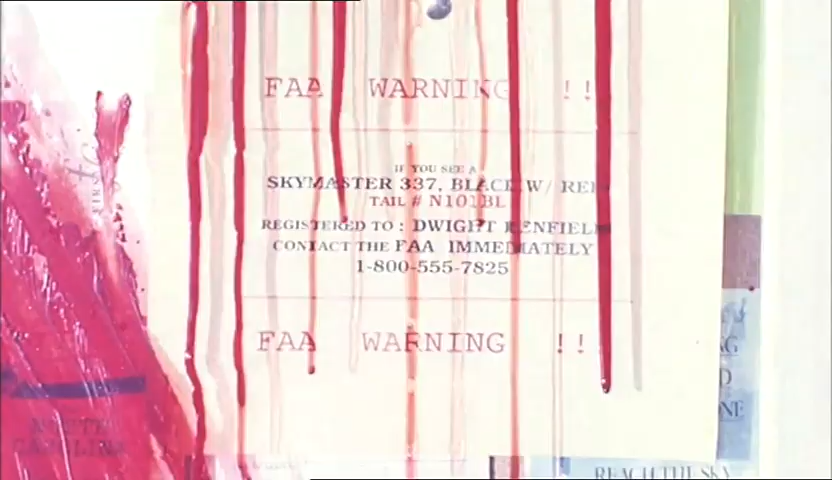 FAA WARNING !!
IF YOU SEE A
SKYMASTER 337, BLACK W/ RED
TAIL # N101BL
REGISTERED TO : DWIGHT RENFIELD
CONTACT THE FAA IMMEDIATELY
1-800-555-7825
FAA WARNING !!
CAROLINA
REACH THE SKY